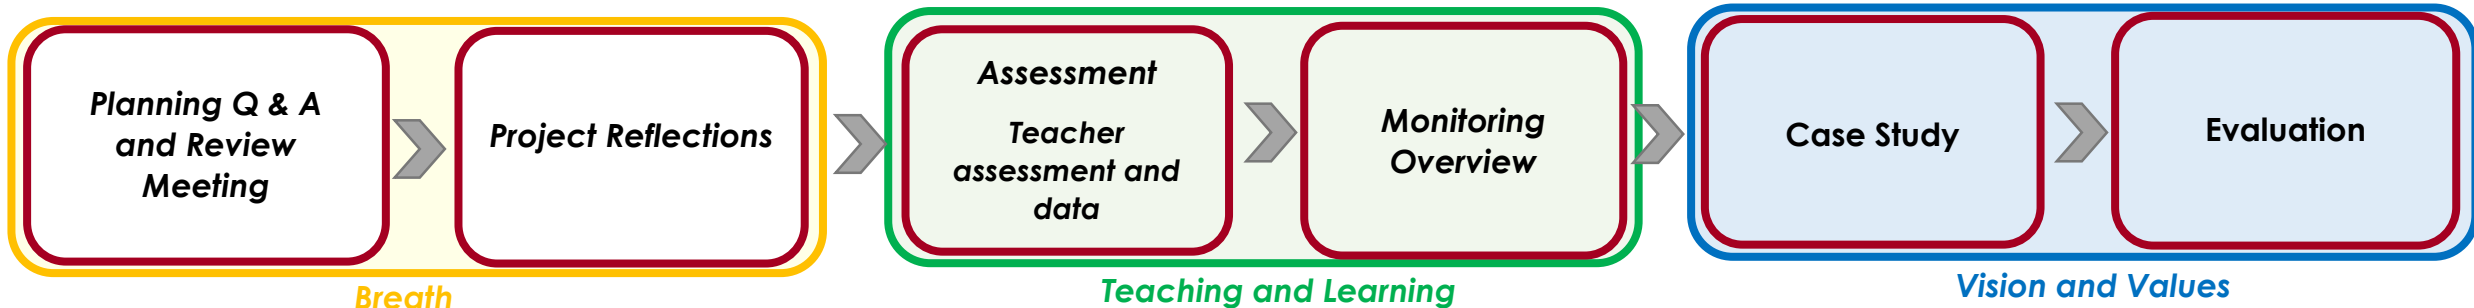 Planning Q & A
and Review
Meeting
Project Reflections
Assessment
Teacher
assessment and
data
Monitoring
Overview
Case Study
Evaluation
Breath
Teaching and Learning
Vision and Values